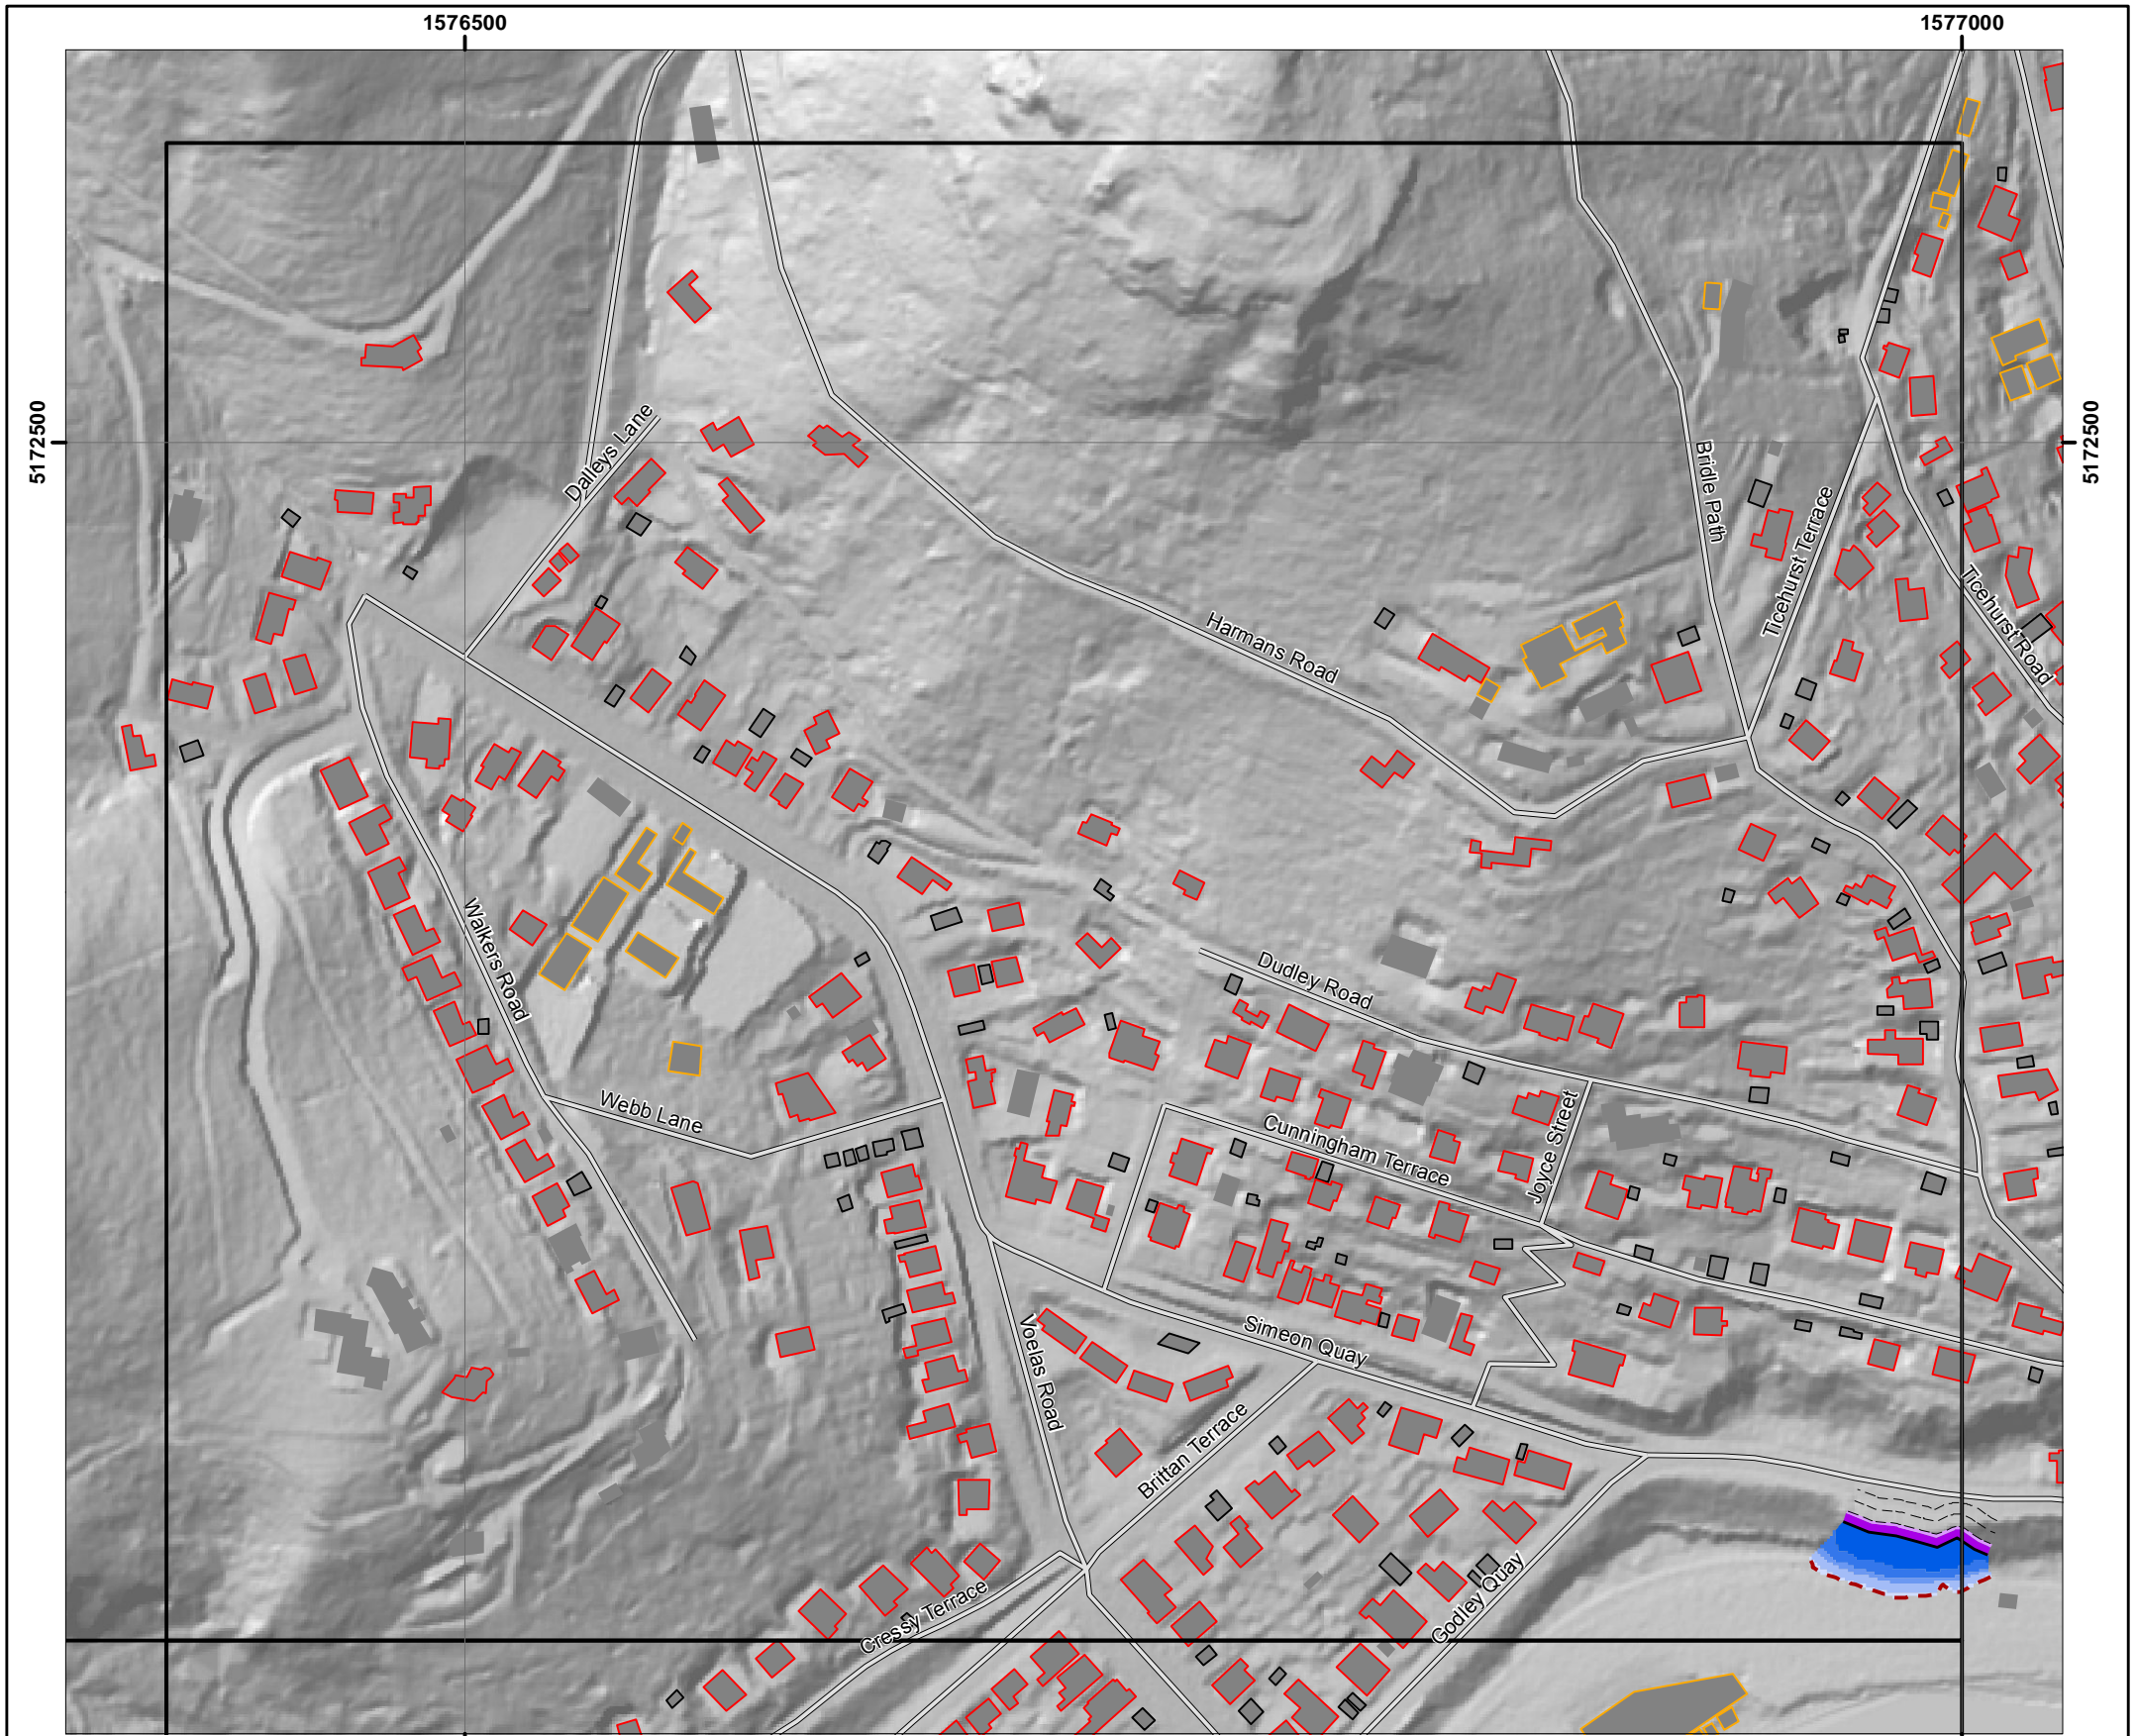 1576500
1577000
5172500
5172500
Dalleys Lane
Bridle Path
Ticehurst Terrace
Ticehurst Road
Harmans Road
Walkers Road
Dudley Road
Webb Lane
Cunningham Terrace
Joyce Street
Voelas Road
Simeon Quay
Brittan Terrace
Cressy Terrace
Godley Quay